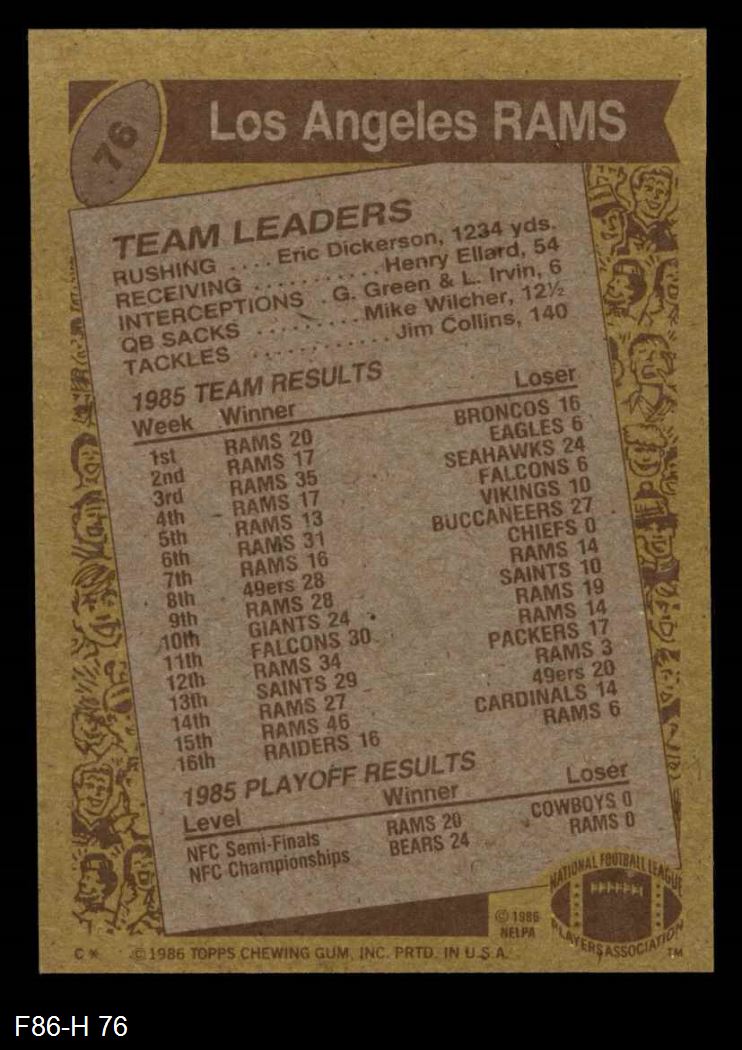 76
Los Angeles RAMS
TEAM LEADERS
RUSHING .... Eric Dickerson, 1234 yds.
RECEIVING ........... Henry Ellard, 54
INTERCEPTIONS . G. Green & L. Irvin, 6
QB SACKS ......... Mike Wilcher, 12½
TACKLES ............ Jim Collins, 140
1985 TEAM RESULTS
Week Winner Loser
1st RAMS 20 BRONCOS 16
2nd RAMS 17 EAGLES 6
3rd RAMS 35 SEAHAWKS 24
4th RAMS 17 FALCONS 6
5th RAMS 13 VIKINGS 10
6th RAMS 31 BUCCANEERS 27
7th RAMS 16 CHIEFS 0
8th 49ers 28 RAMS 14
9th RAMS 28 SAINTS 10
10th GIANTS 24 RAMS 19
11th FALCONS 30 RAMS 14
12th RAMS 34 PACKERS 17
13th SAINTS 29 RAMS 3
14th RAMS 27 49ers 20
15th RAMS 46 CARDINALS 14
16th RAIDERS 16 RAMS 6
1985 PLAYOFF RESULTS
Level Winner Loser
NFC Semi-Finals RAMS 20 COWBOYS 0
NFC Championships BEARS 24 RAMS 0
NATIONAL FOOTBALL LEAGUE
PLAYERS ASSOCIATION
TM
© 1986
NFLPA
C* © 1986 TOPPS CHEWING GUM, INC. PRTD. IN U.S.A.
F86-H 76